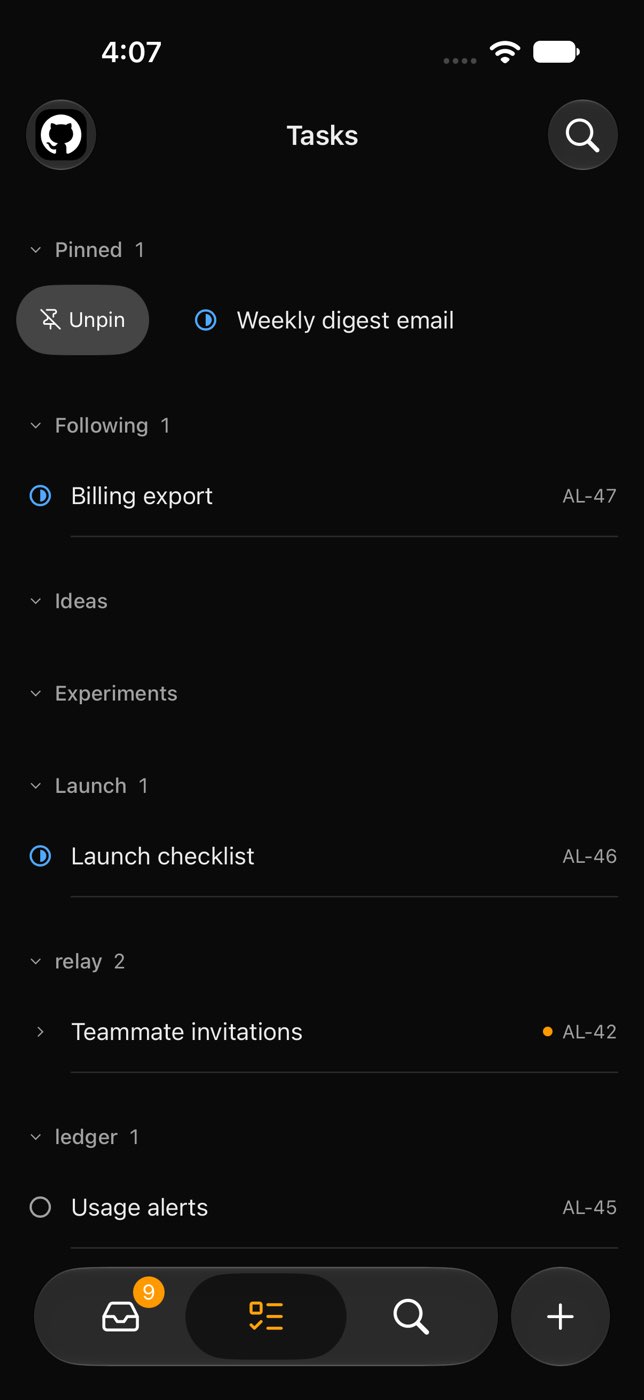 4:07
Tasks
Pinned 1
Unpin
Weekly digest email
Following 1
Billing export AL-47
Ideas
Experiments
Launch 1
Launch checklist AL-46
relay 2
Teammate invitations AL-42
ledger 1
Usage alerts AL-45
9